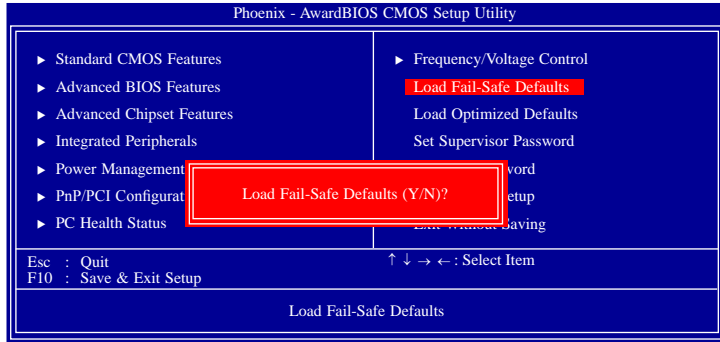 Phoenix - AwardBIOS CMOS Setup Utility
► Standard CMOS Features
► Advanced BIOS Features
► Advanced Chipset Features
► Integrated Peripherals
► Power Management
► PnP/PCI Configurat
► PC Health Status
► Frequency/Voltage Control
Load Fail-Safe Defaults
Load Optimized Defaults
Set Supervisor Password
Load Fail-Safe Defaults (Y/N)?
Saving
Esc : Quit
F10 : Save & Exit Setup
↑ ↓ → ← : Select Item
Load Fail-Safe Defaults